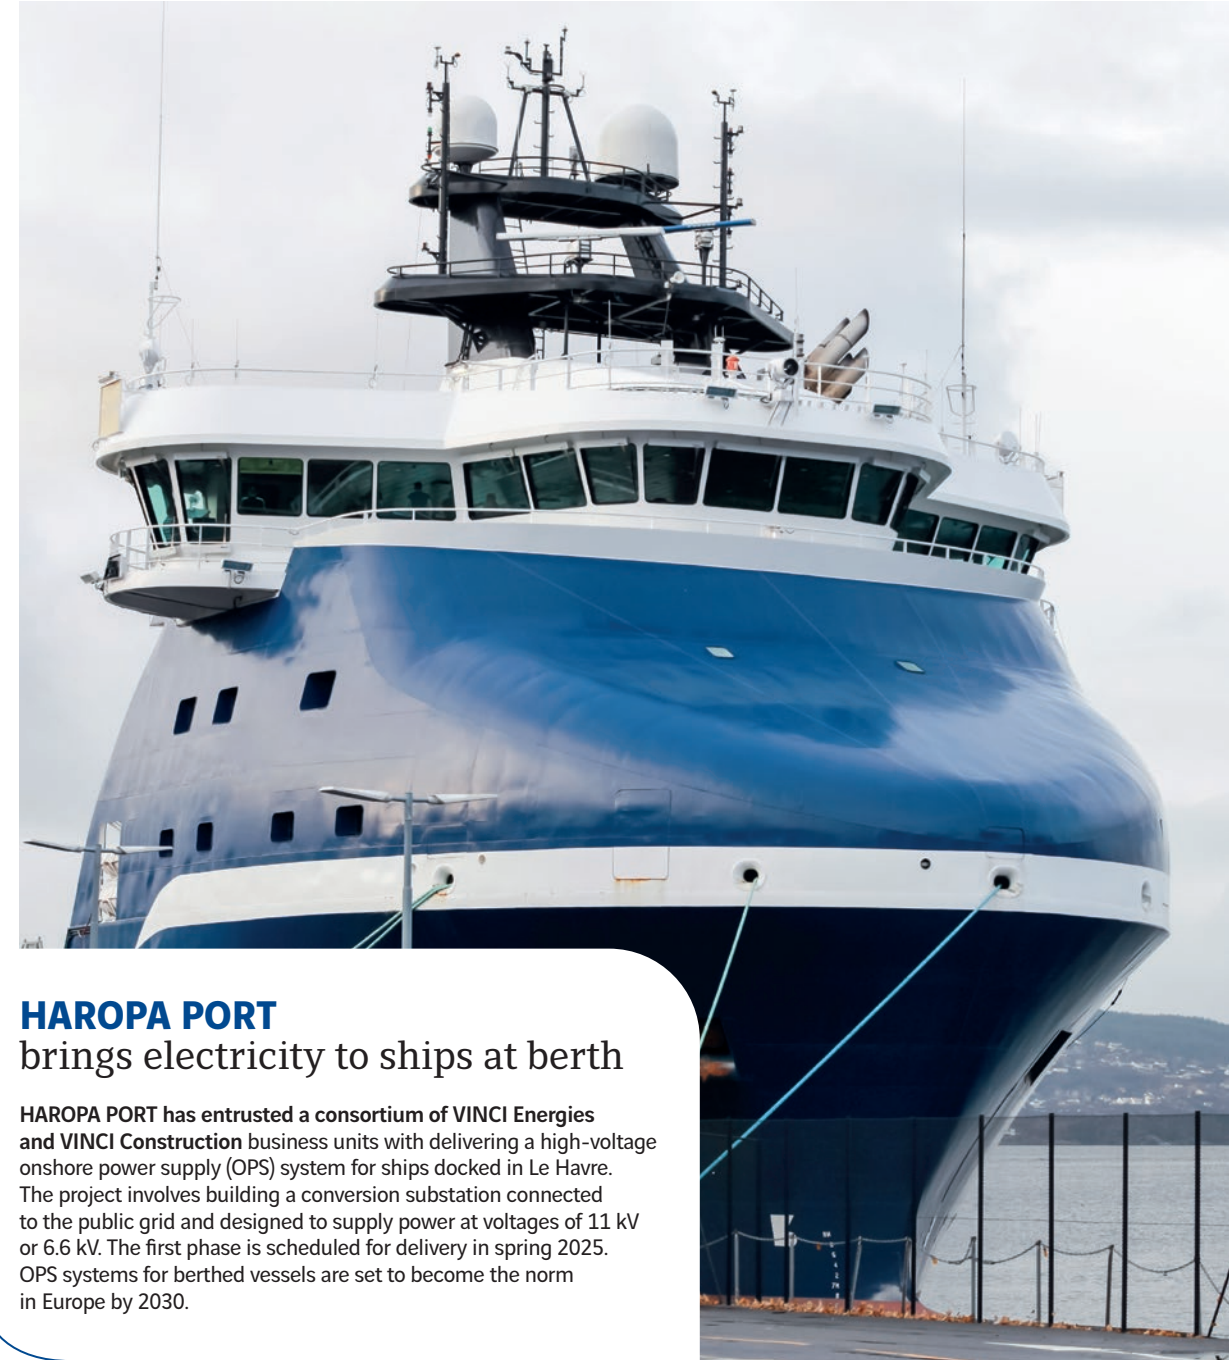 HAROPA PORT
brings electricity to ships at berth
HAROPA PORT has entrusted a consortium of VINCI Energies
and VINCI Construction business units with delivering a high-voltage
onshore power supply (OPS) system for ships docked in Le Havre.
The project involves building a conversion substation connected
to the public grid and designed to supply power at voltages of 11 kV
or 6.6 kV. The first phase is scheduled for delivery in spring 2025.
OPS systems for berthed vessels are set to become the norm
in Europe by 2030.